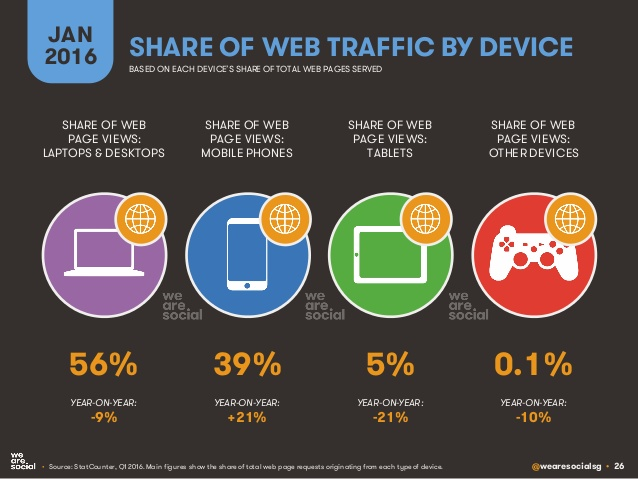 JAN
2016
SHARE OF WEB TRAFFIC BY DEVICE
BASED ON EACH DEVICE'S SHARE OF TOTAL WEB PAGES SERVED
SHARE OF WEB
PAGE VIEWS:
LAPTOPS & DESKTOPS
SHARE OF WEB
PAGE VIEWS:
MOBILE PHONES
SHARE OF WEB
PAGE VIEWS:
TABLETS
SHARE OF WEB
PAGE VIEWS:
OTHER DEVICES
we
are
social
we
are
social
we
are
social
56%
39%
5%
0.1%
YEAR-ON-YEAR:
-9%
YEAR-ON-YEAR:
+21%
YEAR-ON-YEAR:
-21%
YEAR-ON-YEAR:
-10%
we
are
social
• Source: StatCounter, Q1 2016. Main figures show the share of total web page requests originating from each type of device.
@wearesocialsg • 26